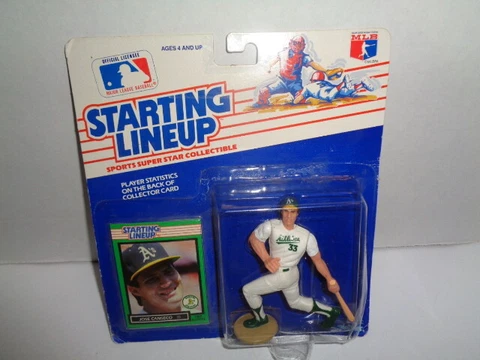 OFFICIAL LICENSEE
MAJOR LEAGUE BASEBALL
AGES 4 AND UP
MLB
STARTING
LINEUP
SPORTS SUPER STAR COLLECTIBLE
PLAYER STATISTICS
ON THE BACK OF
COLLECTOR CARD
STARTING
LINEUP
A's
JOSE CANSECO
33